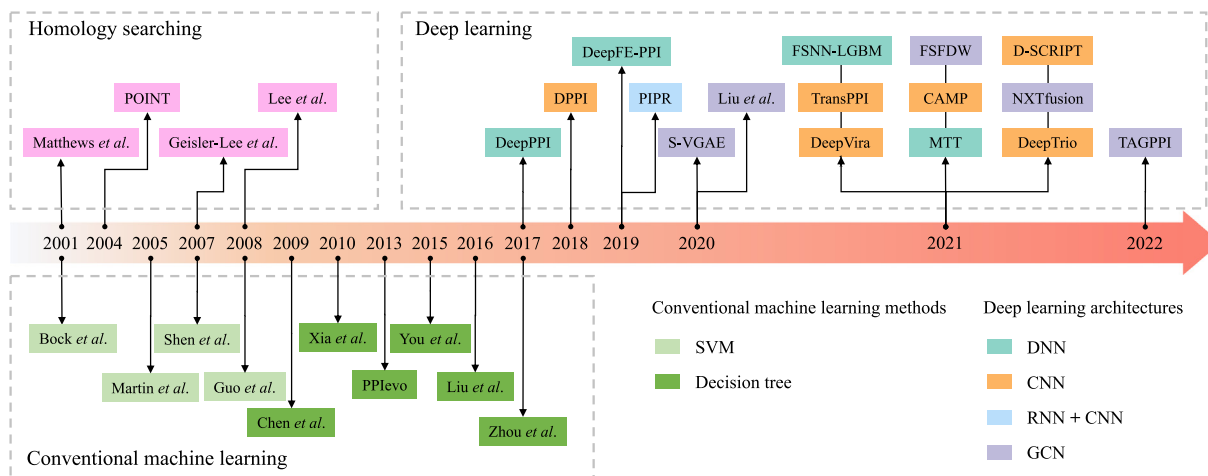 Homology searching
Deep learning
DeepFE-PPI
FSNN-LGBM
FSFDW
D-SCRIPT
POINT
Lee et al.
DPPI
PIPR
Liu et al.
TransPPI
CAMP
NXTfusion
Matthews et al.
Geisler-Lee et al.
DeepPPI
S-VGAE
DeepVira
MTT
DeepTrio
TAGPPI
2001
2004
2005
2007
2008
2009
2010
2013
2015
2016
2017
2018
2019
2020
2021
2022
Bock et al.
Shen et al.
Xia et al.
You et al.
Martin et al.
Guo et al.
PPIevo
Liu et al.
Chen et al.
Zhou et al.
Conventional machine learning
Conventional machine learning methods
SVM
Decision tree
Deep learning architectures
DNN
CNN
RNN + CNN
GCN